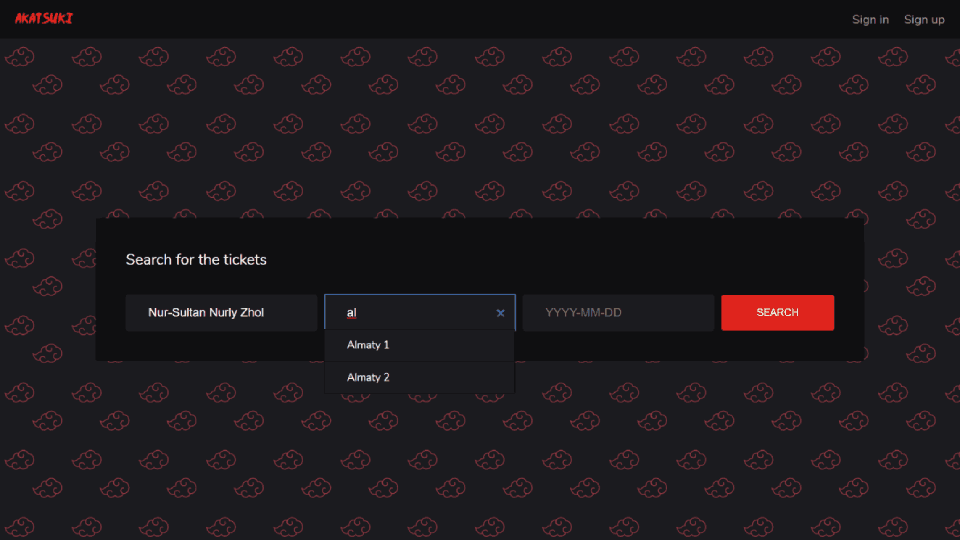 AKATSUKI
Sign in Sign up
Search for the tickets
Nur-Sultan Nurly Zhol al YYYY-MM-DD SEARCH
Almaty 1
Almaty 2